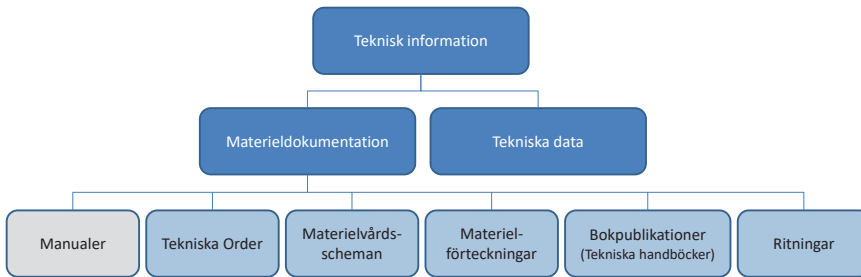 Teknisk information
Materieldokumentation
Tekniska data
Manualer
Tekniska Order
Materielvårds-
scheman
Materiel-
förteckningar
Bokpublikationer
(Tekniska handböcker)
Ritningar